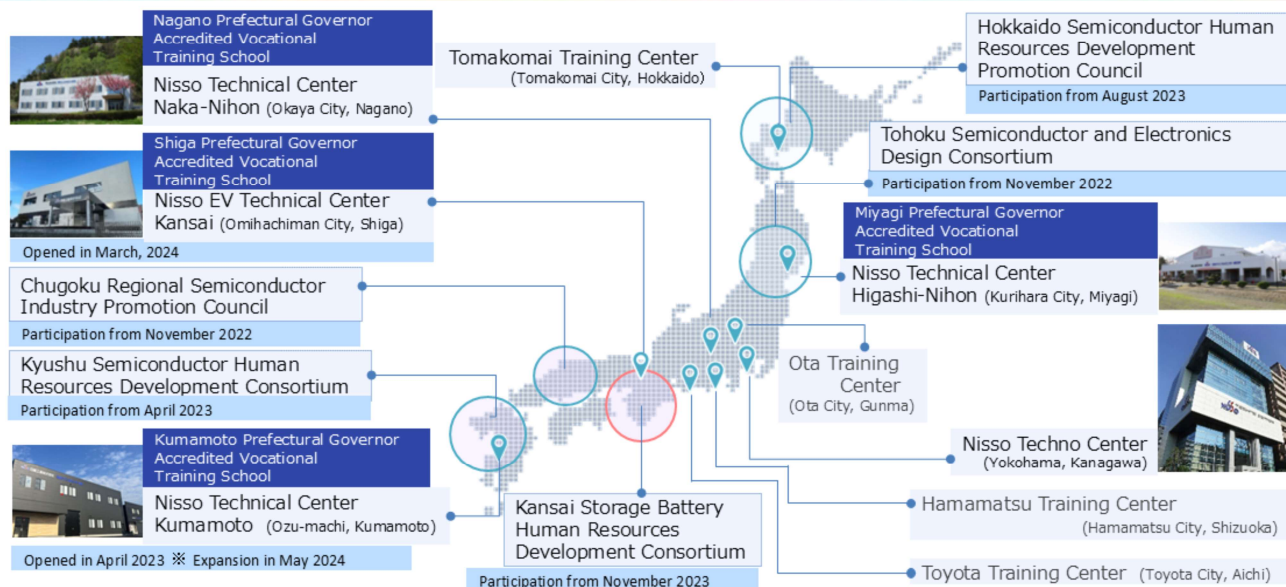 Nagano Prefectural Governor
Accredited Vocational
Training School
Nisso Technical Center
Naka-Nihon (Okaya City, Nagano)
Shiga Prefectural Governor
Accredited Vocational
Training School
Nisso EV Technical Center
Kansai (Omihachiman City, Shiga)
Opened in March, 2024
Chugoku Regional Semiconductor
Industry Promotion Council
Participation from November 2022
Kyushu Semiconductor Human
Resources Development Consortium
Participation from April 2023
Kumamoto Prefectural Governor
Accredited Vocational
Training School
Nisso Technical Center
Kumamoto (Ozu-machi, Kumamoto)
Opened in April 2023 ※ Expansion in May 2024
Tomakomai Training Center
(Tomakomai City, Hokkaido)
Kansai Storage Battery
Human Resources
Development Consortium
Participation from November 2023
Hokkaido Semiconductor Human
Resources Development
Promotion Council
Participation from August 2023
Tohoku Semiconductor and Electronics
Design Consortium
Participation from November 2022
Miyagi Prefectural Governor
Accredited Vocational
Training School
Nisso Technical Center
Higashi-Nihon (Kurihara City, Miyagi)
Ota Training
Center
(Ota City, Gunma)
Nisso Techno Center
(Yokohama, Kanagawa)
Hamamatsu Training Center
(Hamamatsu City, Shizuoka)
Toyota Training Center (Toyota City, Aichi)